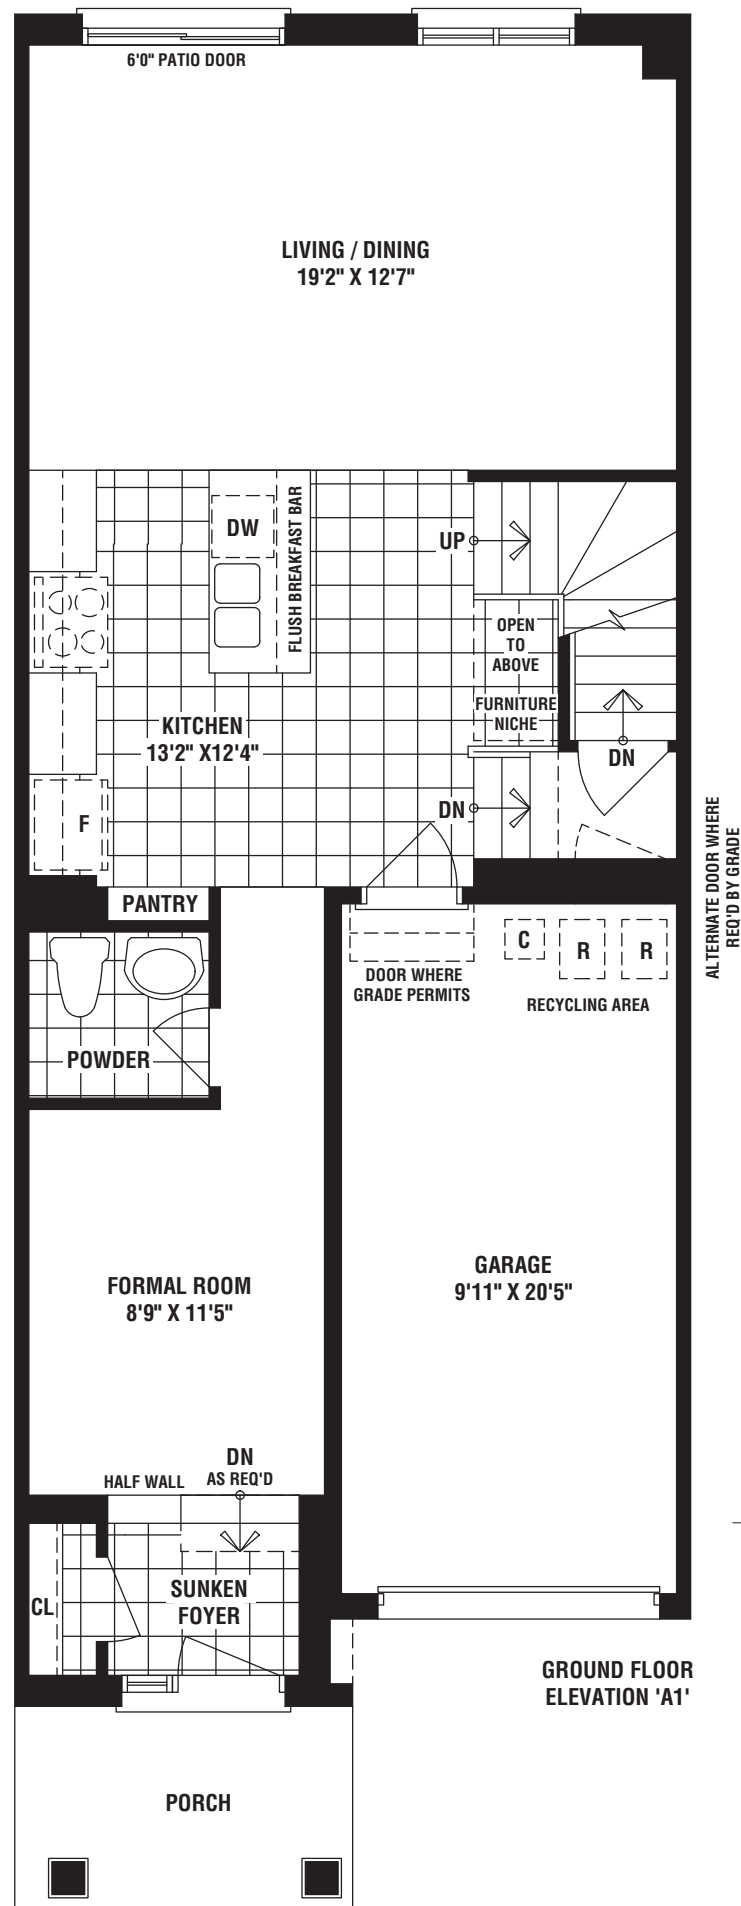 6'0" PATIO DOOR
LIVING / DINING
19'2" X 12'7"
DW
FLUSH BREAKFAST BAR
UP
OPEN
TO
ABOVE
FURNITURE
NICHE
KITCHEN
13'2" X12'4"
DN
DN
F
ALTERNATE DOOR WHERE
REQ'D BY GRADE
PANTRY
C
R
R
DOOR WHERE
GRADE PERMITS
RECYCLING AREA
POWDER
GARAGE
9'11" X 20'5"
FORMAL ROOM
8'9" X 11'5"
DN
AS REQ'D
HALF WALL
SUNKEN
FOYER
CL
GROUND FLOOR
ELEVATION 'A1'
PORCH